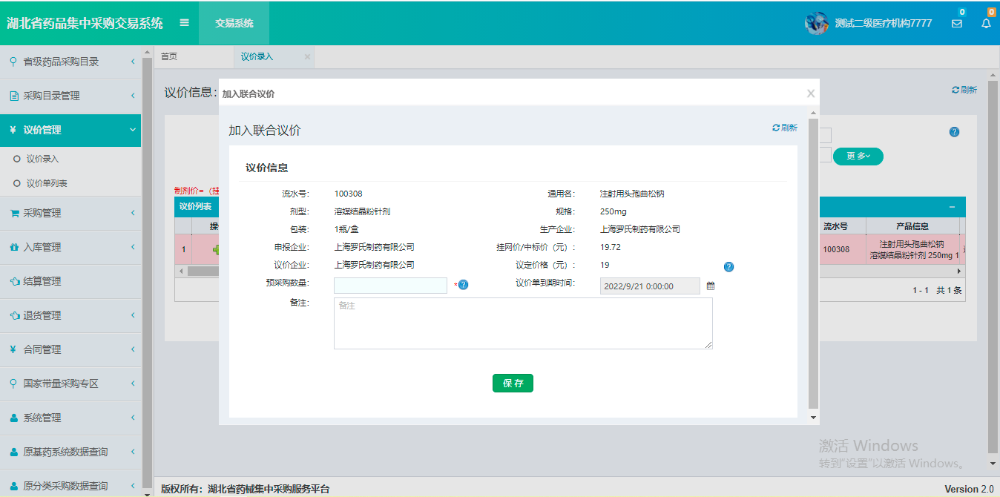 湖北省药品集中采购交易系统
交易系统
测试二级医疗机构7777
0
0
省级药品采购目录
采购目录管理
议价管理
议价录入
议价单列表
采购管理
入库管理
结算管理
退货管理
合同管理
国家带量采购专区
系统管理
原基药系统数据查询
原分类采购数据查询
首页
议价录入
×
议价信息:
刷新
更多
制剂价=（挂
议价列表
操
1
流水号
产品信息
100308
注射用头孢曲松钠
溶媒结晶粉针剂 250mg 1
1 - 1 共 1 条
加入联合议价
×
加入联合议价
刷新
议价信息
流水号： 100308 通用名： 注射用头孢曲松钠
剂型： 溶媒结晶粉针剂 规格： 250mg
包装： 1瓶/盒 生产企业： 上海罗氏制药有限公司
申报企业： 上海罗氏制药有限公司 挂网价/中标价（元）： 19.72
议价企业： 上海罗氏制药有限公司 议定价格（元）： 19
预采购数量： * 议价单到期时间： 2022/9/21 0:00:00
备注： 备注
保 存
激活 Windows
转到"设置"以激活 Windows。
版权所有：湖北省药械集中采购服务平台
Version 2.0